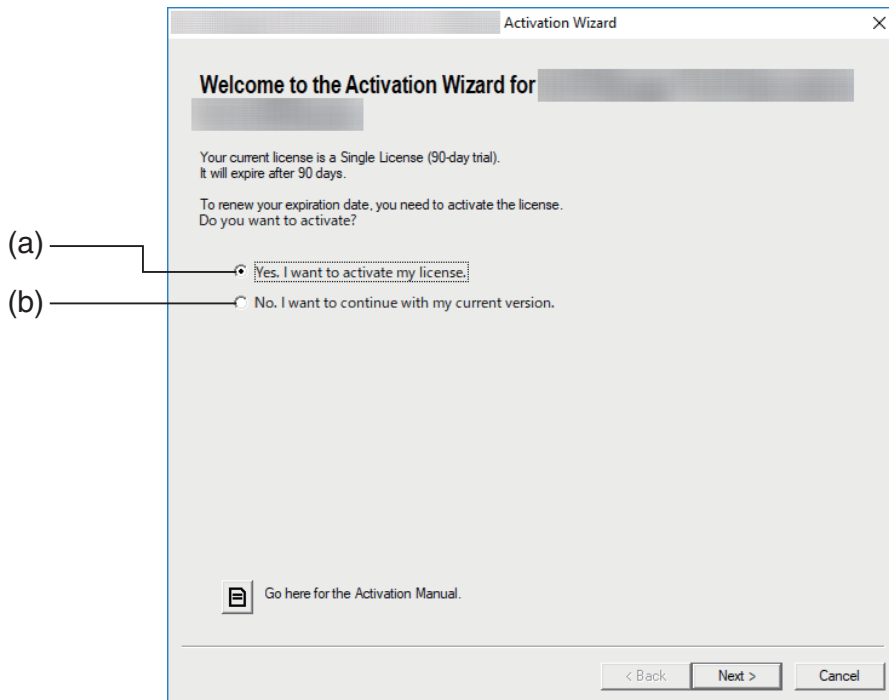 Activation Wizard
Welcome to the Activation Wizard for
Your current license is a Single License (90-day trial).
It will expire after 90 days.
To renew your expiration date, you need to activate the license.
Do you want to activate?
(a)
Yes. I want to activate my license.
(b)
No. I want to continue with my current version.
Go here for the Activation Manual.
< Back
Next >
Cancel